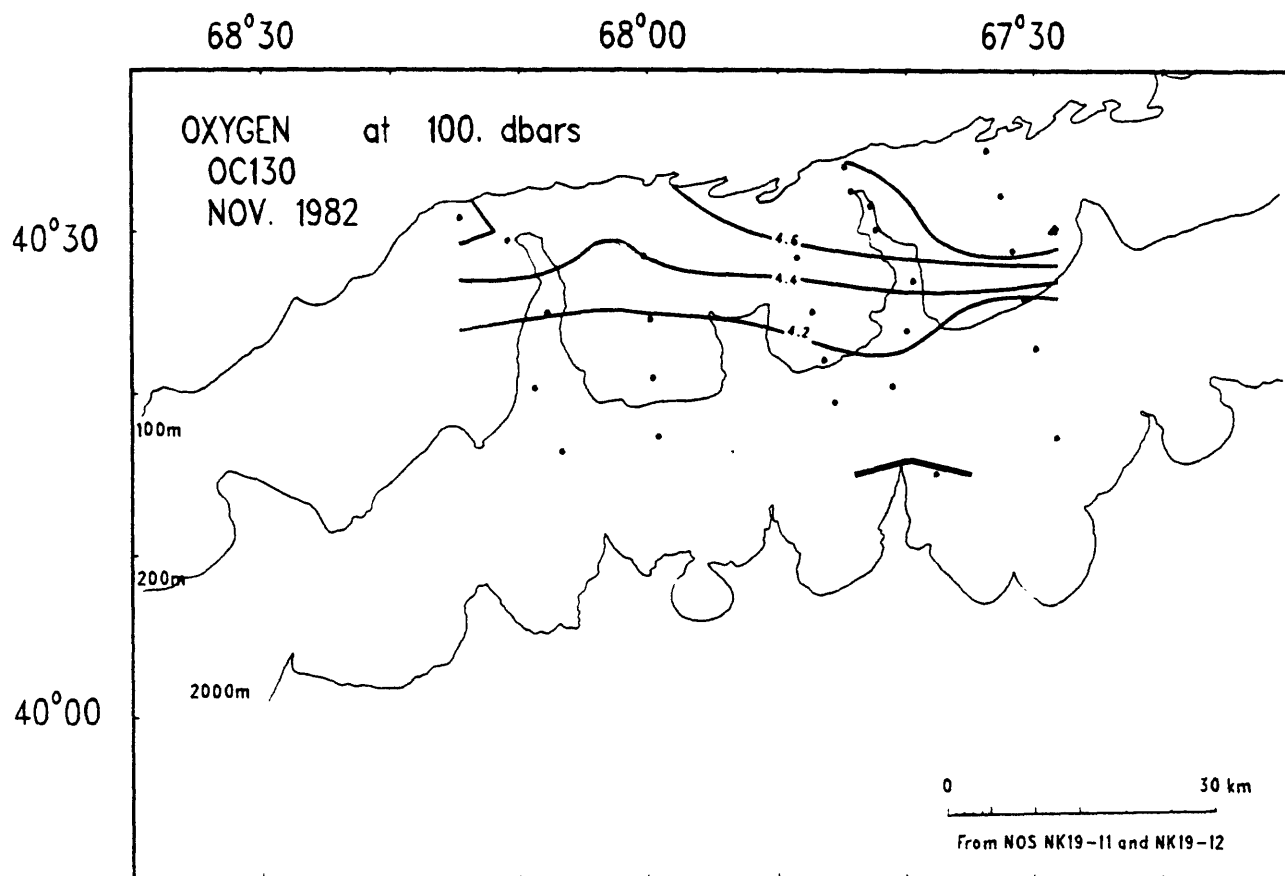 68°30 68°00 67°30
OXYGEN at 100. dbars
OC130
NOV. 1982
40°30
4.6
4.4
4.2
100m
200m
2000m
40°00
0 30 km
From NOS NK19-11 and NK19-12